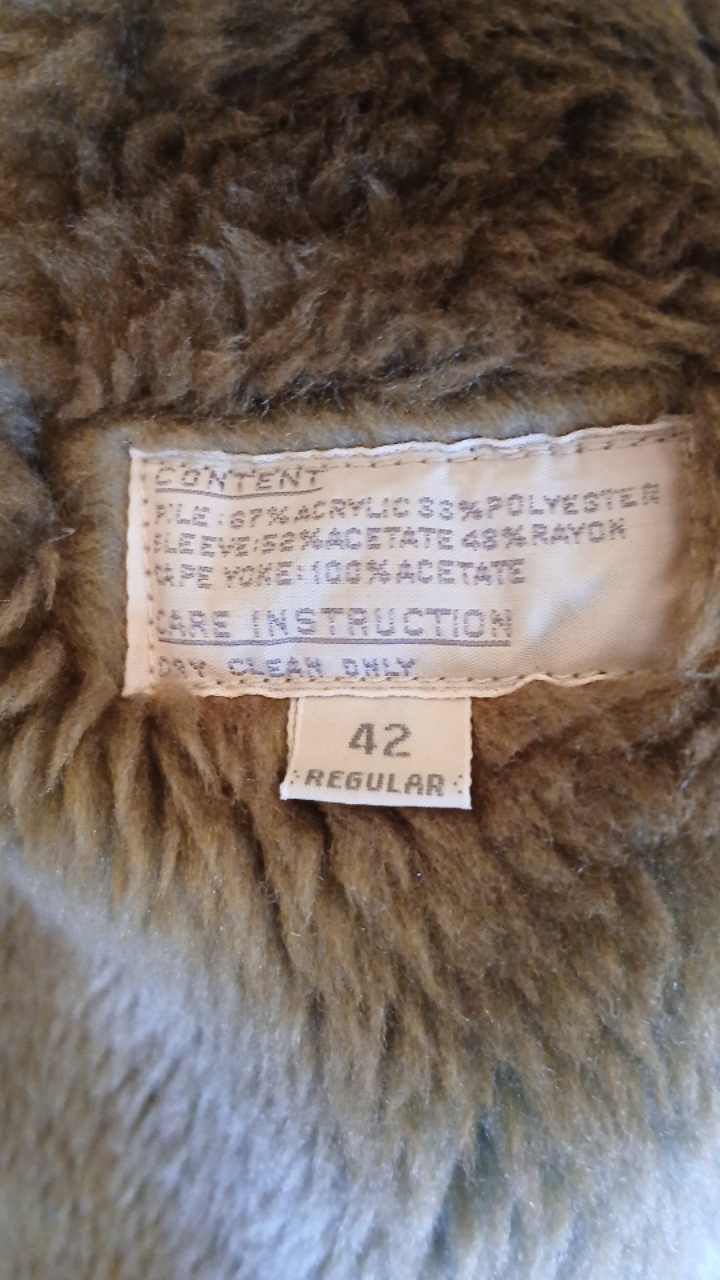 CONTENT
PILE: 67% ACRYLIC 33% POLYESTER
SLEEVE: 52% ACETATE 48% RAYON
CAPE YOKE: 100% ACETATE
CARE INSTRUCTION
DRY CLEAN ONLY
42
REGULAR